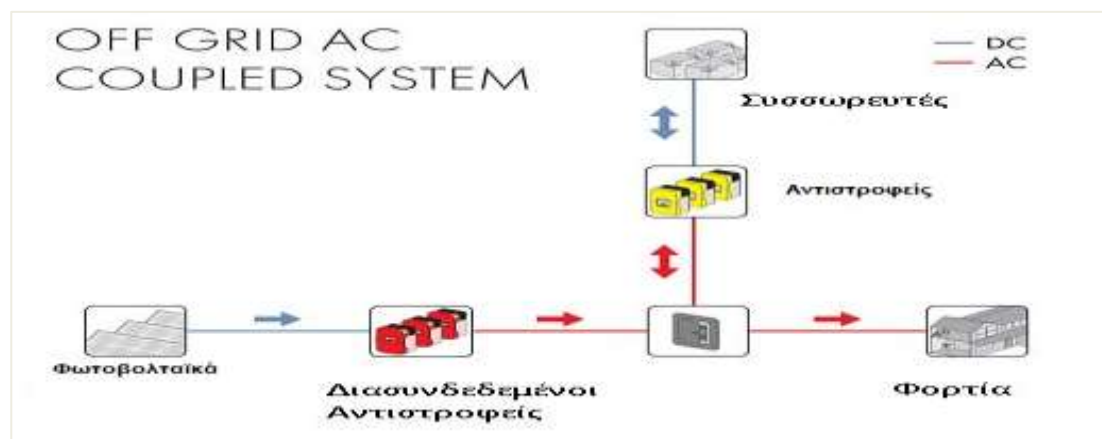 OFF GRID AC
COUPLED SYSTEM
DC
AC
Συσσωρευτές
Αντιστροφείς
Φωτοβολταϊκά
Διασυνδεδεμένοι
Αντιστροφείς
Φορτία